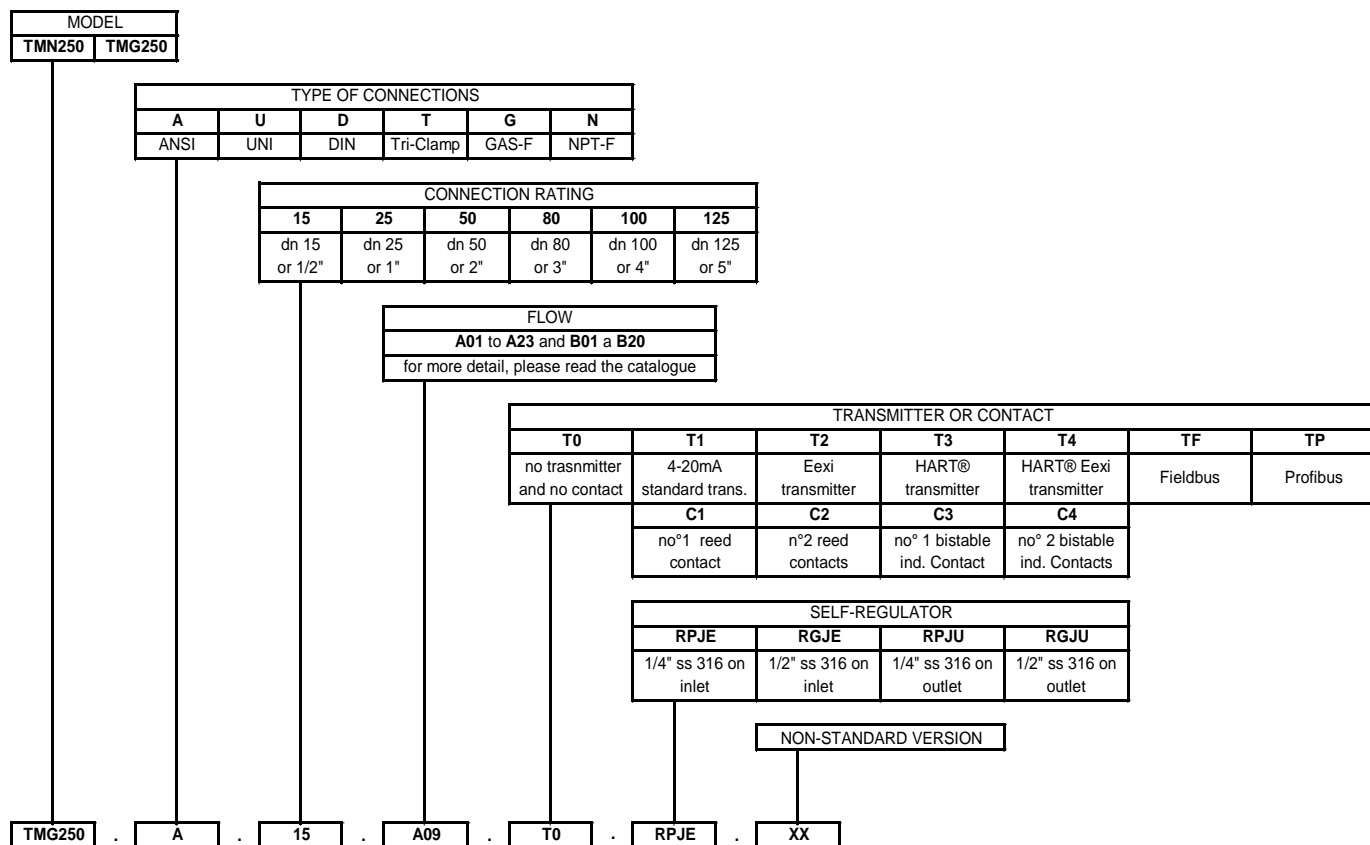 MODEL
TMN250 TMG250
TYPE OF CONNECTIONS
A U D T G N
ANSI UNI DIN Tri-Clamp GAS-F NPT-F
CONNECTION RATING
15 25 50 80 100 125
dn 15 dn 25 dn 50 dn 80 dn 100 dn 125
or 1/2" or 1" or 2" or 3" or 4" or 5"
FLOW
A01 to A23 and B01 a B20
for more detail, please read the catalogue
TRANSMITTER OR CONTACT
T0 T1 T2 T3 T4 TF TP
no trasnmitter 4-20mA Eexi HART® HART® Eexi Fieldbus Profibus
and no contact standard trans. transmitter transmitter transmitter
C1 C2 C3 C4
no°1 reed n°2 reed no° 1 bistable no° 2 bistable
contact contacts ind. Contact ind. Contacts
SELF-REGULATOR
RPJE RGJE RPJU RGJU
1/4" ss 316 on 1/2" ss 316 on 1/4" ss 316 on 1/2" ss 316 on
inlet inlet outlet outlet
NON-STANDARD VERSION
TMG250 . A . 15 . A09 . T0 . RPJE . XX